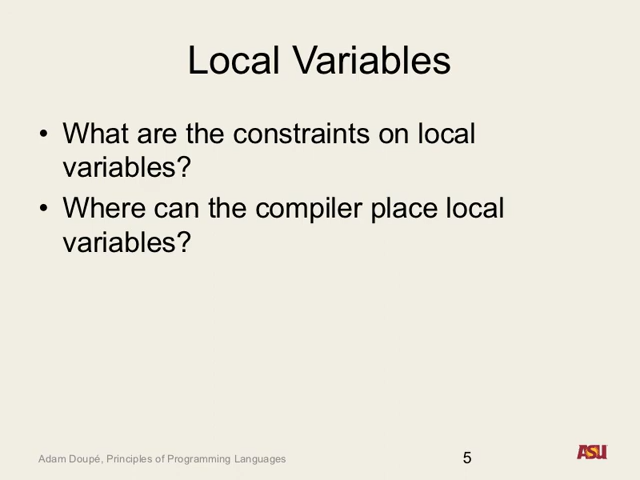 Local Variables
• What are the constraints on local
variables?
• Where can the compiler place local
variables?
Adam Doupé, Principles of Programming Languages
5
ASU